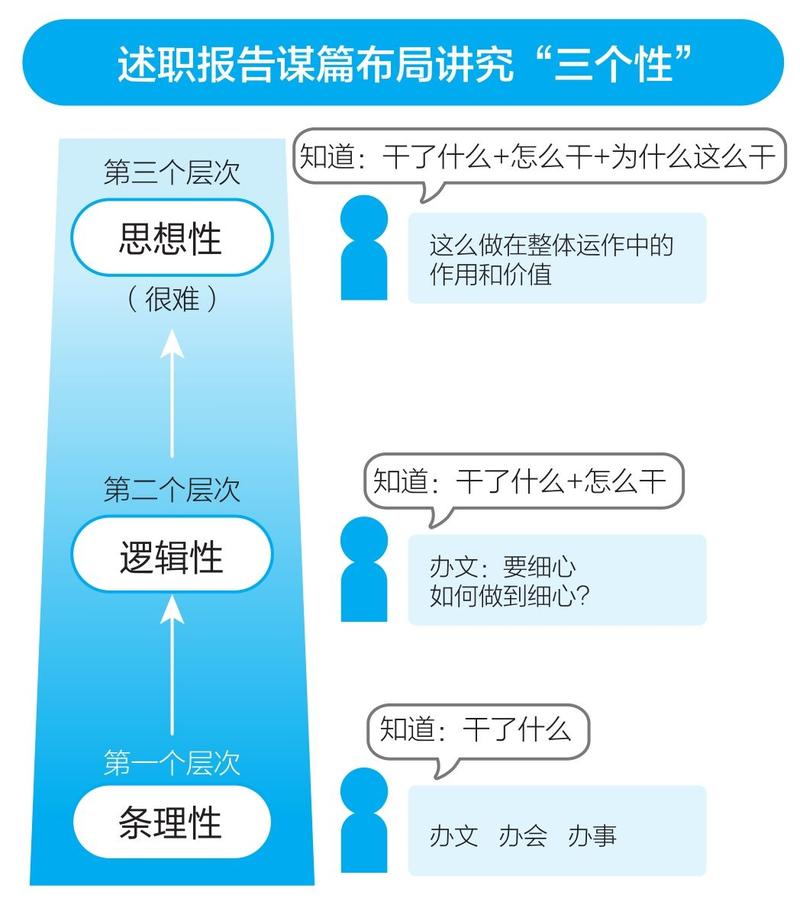 述职报告谋篇布局讲究“三个性”
第三个层次
思想性
（很难）
知道：干了什么+怎么干+为什么这么干
这么做在整体运作中的
作用和价值
第二个层次
逻辑性
知道：干了什么+怎么干
办文：要细心
如何做到细心？
第一个层次
条理性
知道：干了什么
办文 办会 办事